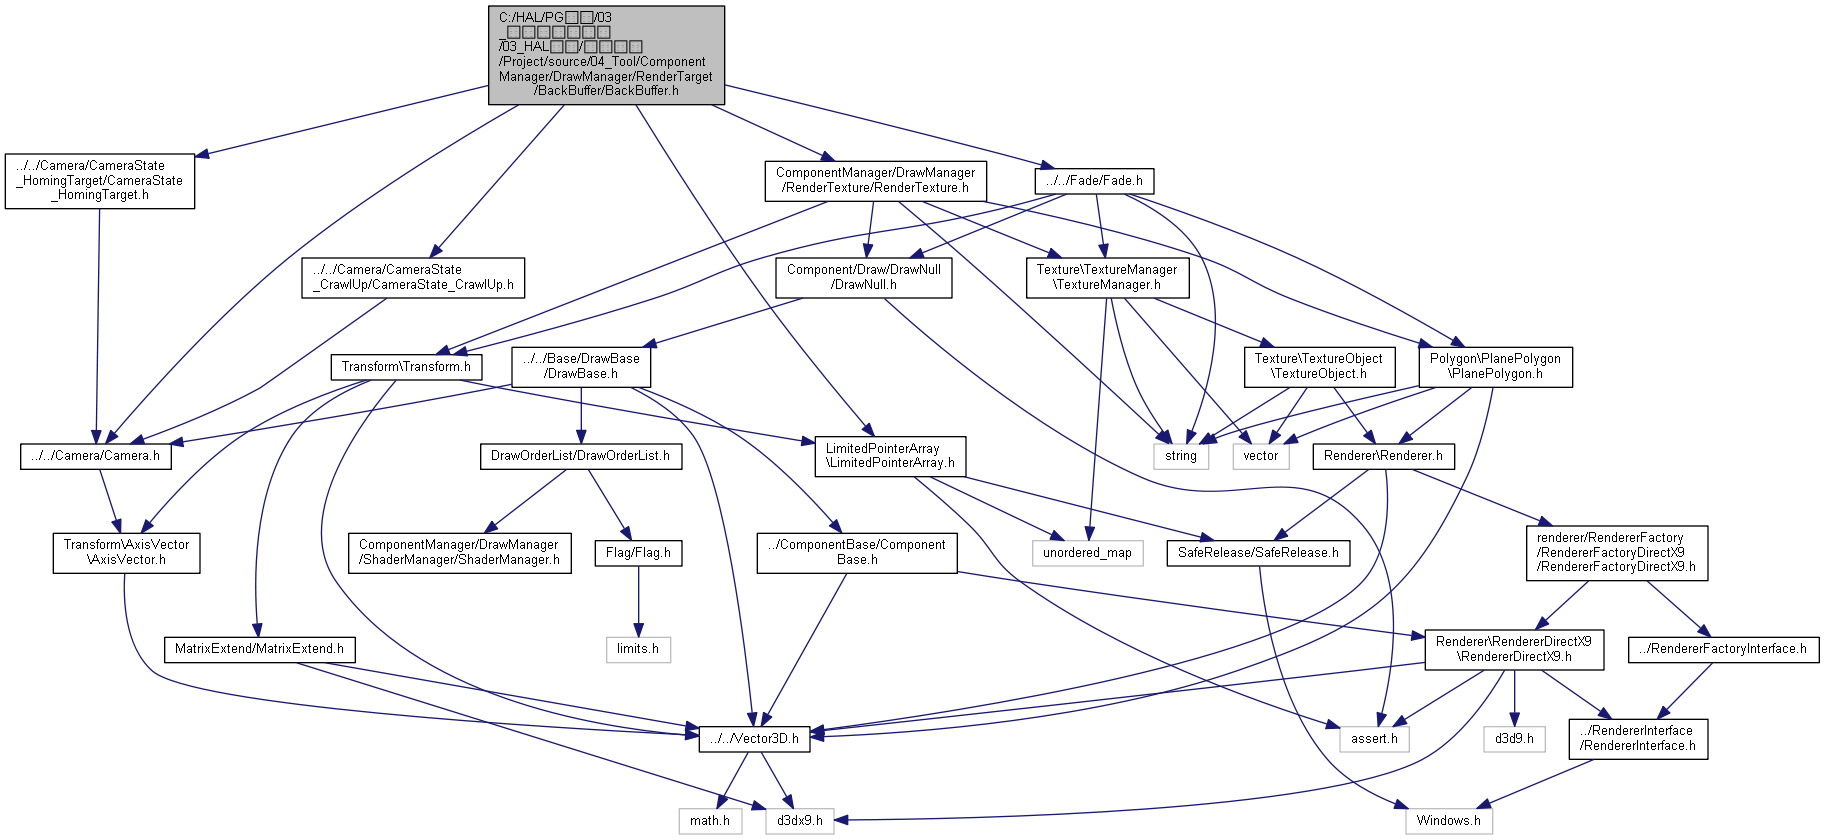 C:/HAL/PG□□/03
_□□□□□□□
/03_HAL□□/□□□□
/Project/source/04_Tool/Component
Manager/DrawManager/RenderTarget
/BackBuffer/BackBuffer.h
../../Camera/CameraState
_HomingTarget/CameraState
_HomingTarget.h
ComponentManager/DrawManager
/RenderTexture/RenderTexture.h
../../Fade/Fade.h
../../Camera/CameraState
_CrawlUp/CameraState_CrawlUp.h
Component/Draw/DrawNull
/DrawNull.h
Texture\TextureManager
\TextureManager.h
Transform\Transform.h
../../Base/DrawBase
/DrawBase.h
Texture\TextureObject
\TextureObject.h
Polygon\PlanePolygon
\PlanePolygon.h
../../Camera/Camera.h
DrawOrderList/DrawOrderList.h
LimitedPointerArray
\LimitedPointerArray.h
string
vector
Renderer\Renderer.h
Transform\AxisVector
\AxisVector.h
ComponentManager/DrawManager
/ShaderManager/ShaderManager.h
Flag/Flag.h
../ComponentBase/Component
Base.h
unordered_map
SafeRelease/SafeRelease.h
renderer/RendererFactory
/RendererFactoryDirectX9
/RendererFactoryDirectX9.h
MatrixExtend/MatrixExtend.h
limits.h
Renderer\RendererDirectX9
\RendererDirectX9.h
../RendererFactoryInterface.h
../../Vector3D.h
assert.h
d3d9.h
../RendererInterface
/RendererInterface.h
math.h
d3dx9.h
Windows.h